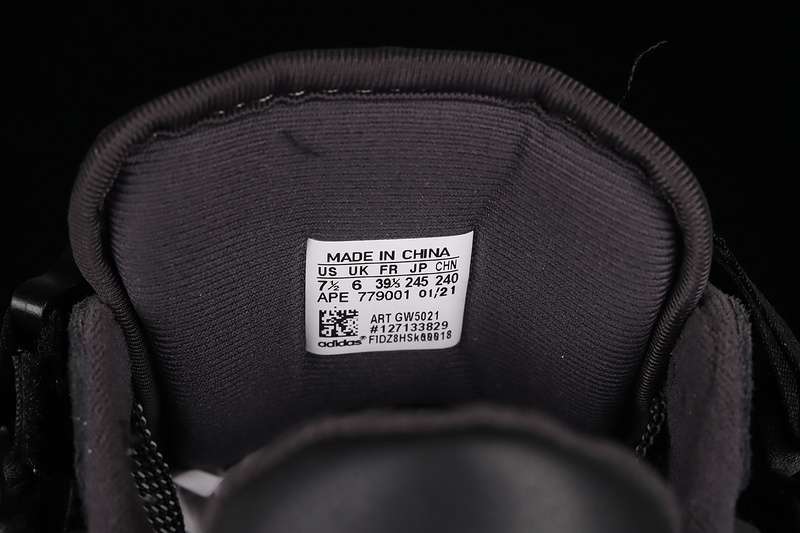 MADE IN CHINA
US UK FR JP CHN
7½ 6 39⅓ 245 240
APE 779001 01/21
ART GW5021
#127133829
adidas®